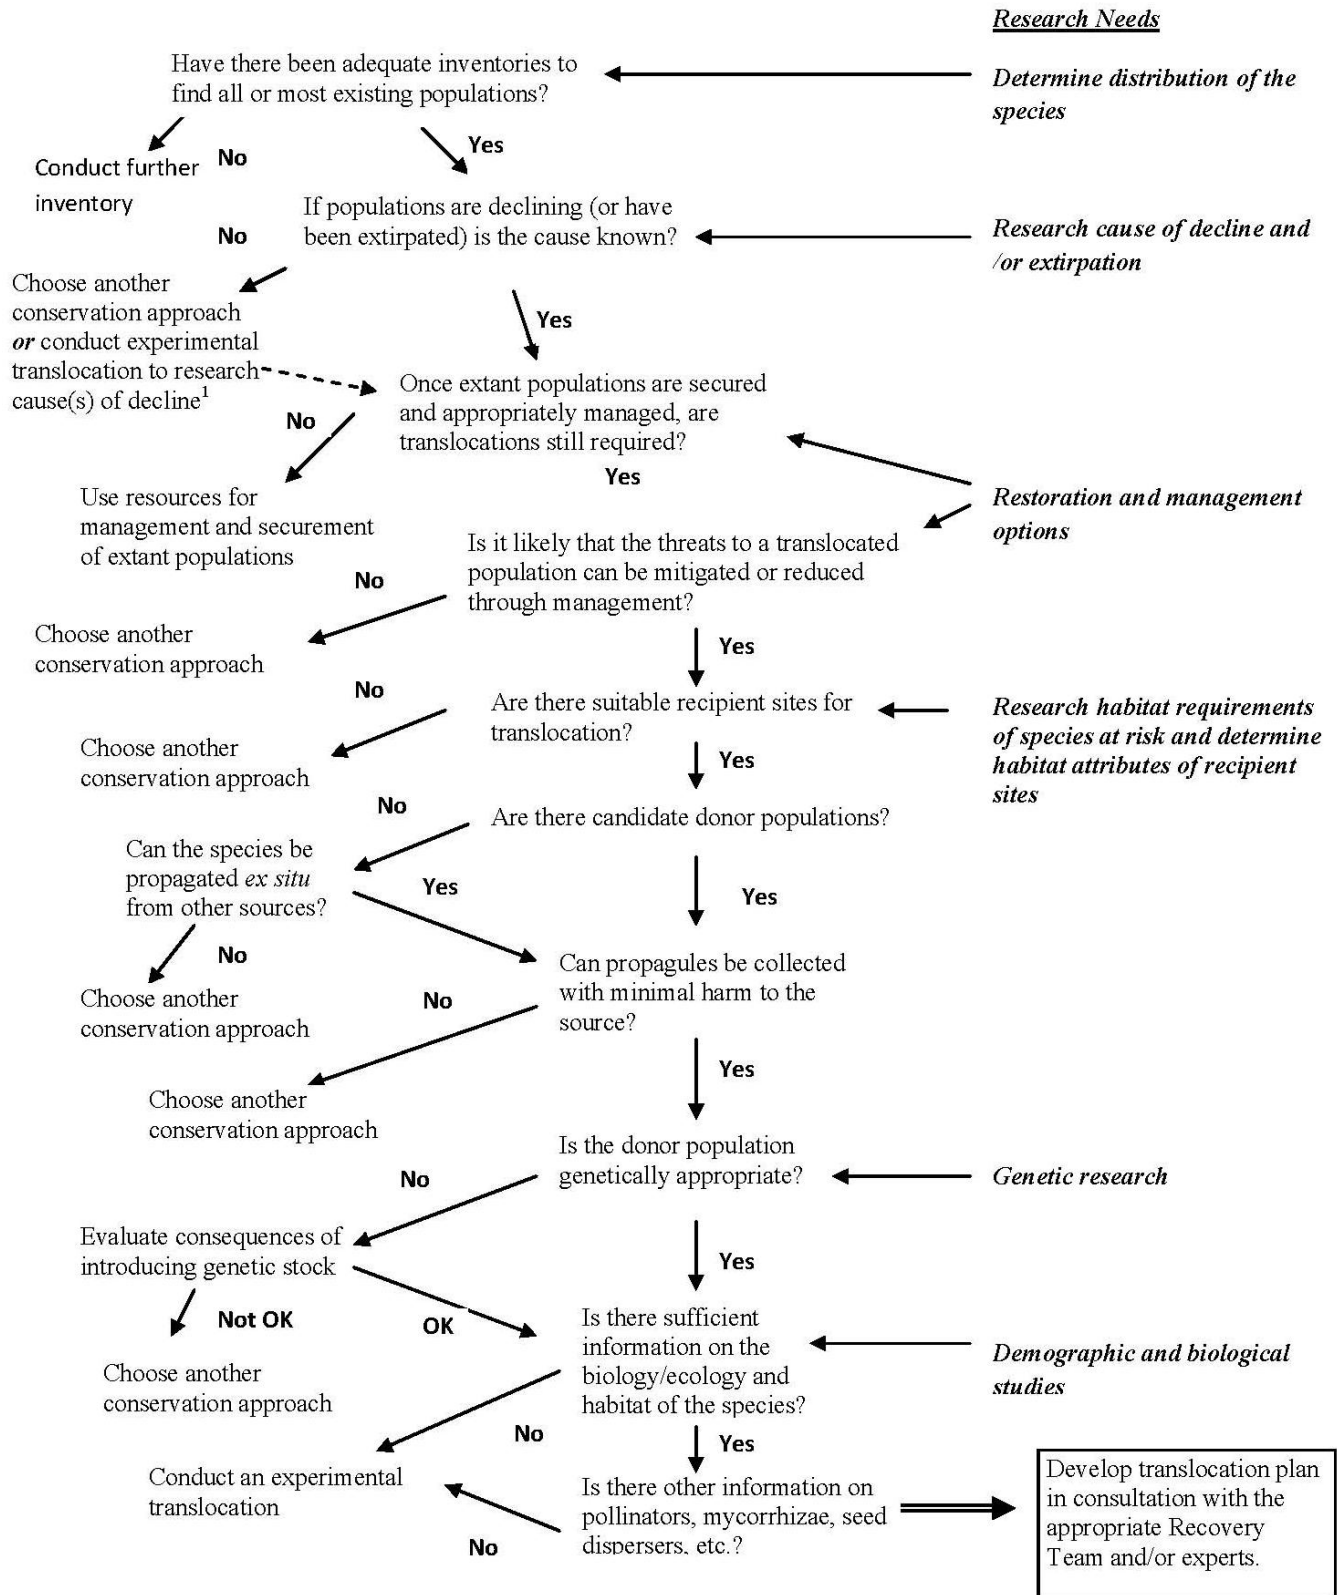 Research Needs
Have there been adequate inventories to
find all or most existing populations?
Determine distribution of the
species
No
Yes
Conduct further
inventory
If populations are declining (or have
been extirpated) is the cause known?
Research cause of decline and
/or extirpation
No
Yes
Choose another
conservation approach
or conduct experimental
translocation to research
cause(s) of decline1
Once extant populations are secured
and appropriately managed, are
translocations still required?
No
Yes
Restoration and management
options
Use resources for
management and securement
of extant populations
Is it likely that the threats to a translocated
population can be mitigated or reduced
through management?
No
Yes
Choose another
conservation approach
Are there suitable recipient sites for
translocation?
Research habitat requirements
of species at risk and determine
habitat attributes of recipient
sites
No
Yes
Choose another
conservation approach
Are there candidate donor populations?
No
Yes
Can the species be
propagated ex situ
from other sources?
Yes
No
Choose another
conservation approach
Can propagules be collected
with minimal harm to the
source?
No
Yes
Choose another
conservation approach
Is the donor population
genetically appropriate?
Genetic research
No
Yes
Evaluate consequences of
introducing genetic stock
Not OK
OK
Choose another
conservation approach
Is there sufficient
information on the
biology/ecology and
habitat of the species?
Demographic and biological
studies
No
Yes
Conduct an experimental
translocation
Is there other information on
pollinators, mycorrhizae, seed
dispersers, etc.?
No
Develop translocation plan
in consultation with the
appropriate Recovery
Team and/or experts.